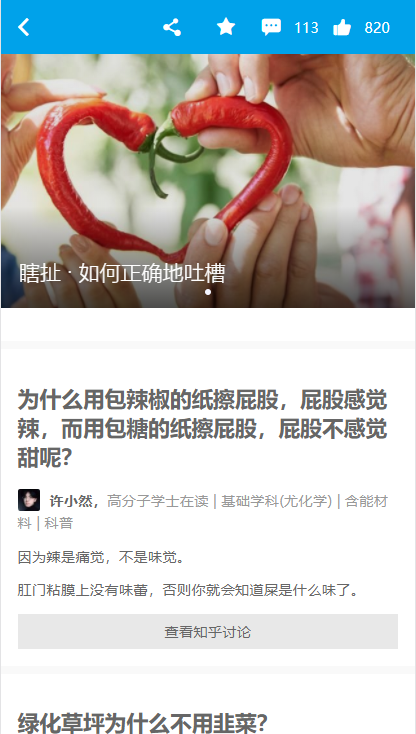 113 820
瞎扯 · 如何正确地吐槽
为什么用包辣椒的纸擦屁股，屁股感觉
辣，而用包糖的纸擦屁股，屁股不感觉
甜呢？
许小然，高分子学士在读 | 基础学科(尤化学) | 含能材
料 | 科普
因为辣是痛觉，不是味觉。
肛门粘膜上没有味蕾，否则你就会知道屎是什么味了。
查看知乎讨论
绿化草坪为什么不用韭菜？